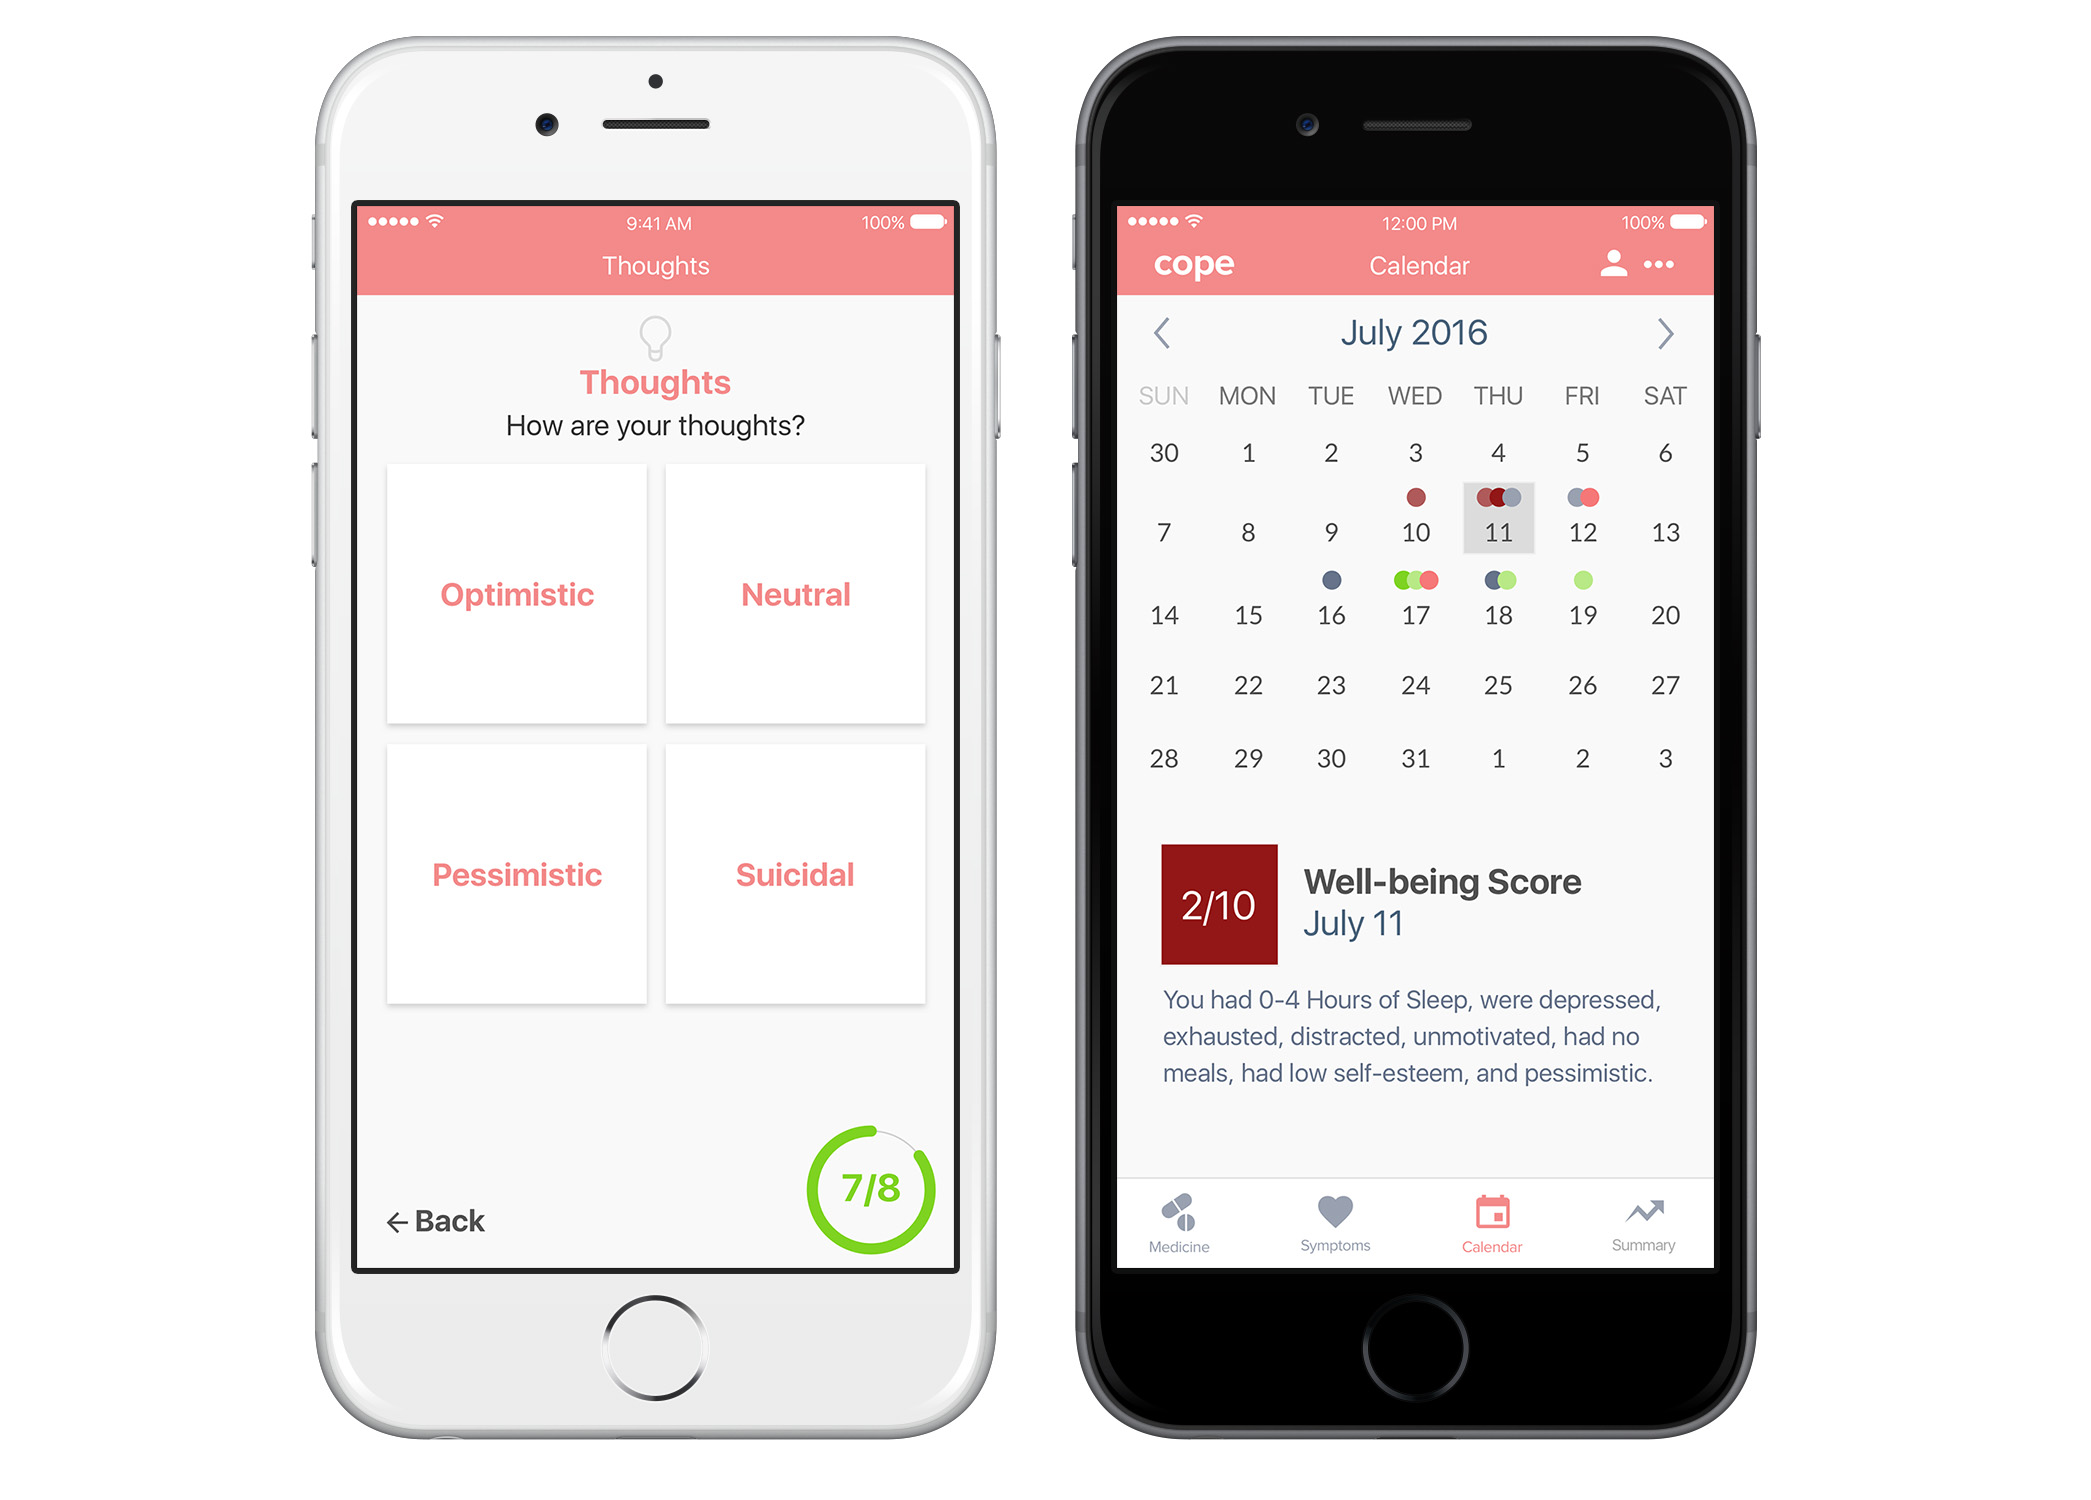 9:41 AM
100%
Thoughts
Thoughts
How are your thoughts?
Optimistic
Neutral
Pessimistic
Suicidal
7/8
Back
12:00 PM
100%
cope
Calendar
July 2016
SUN MON TUE WED THU FRI SAT
30 1 2 3 4 5 6
7 8 9 10 11 12 13
14 15 16 17 18 19 20
21 22 23 24 25 26 27
28 29 30 31 1 2 3
2/10
Well-being Score
July 11
You had 0-4 Hours of Sleep, were depressed,
exhausted, distracted, unmotivated, had no
meals, had low self-esteem, and pessimistic.
Medicine
Symptoms
Calendar
Summary